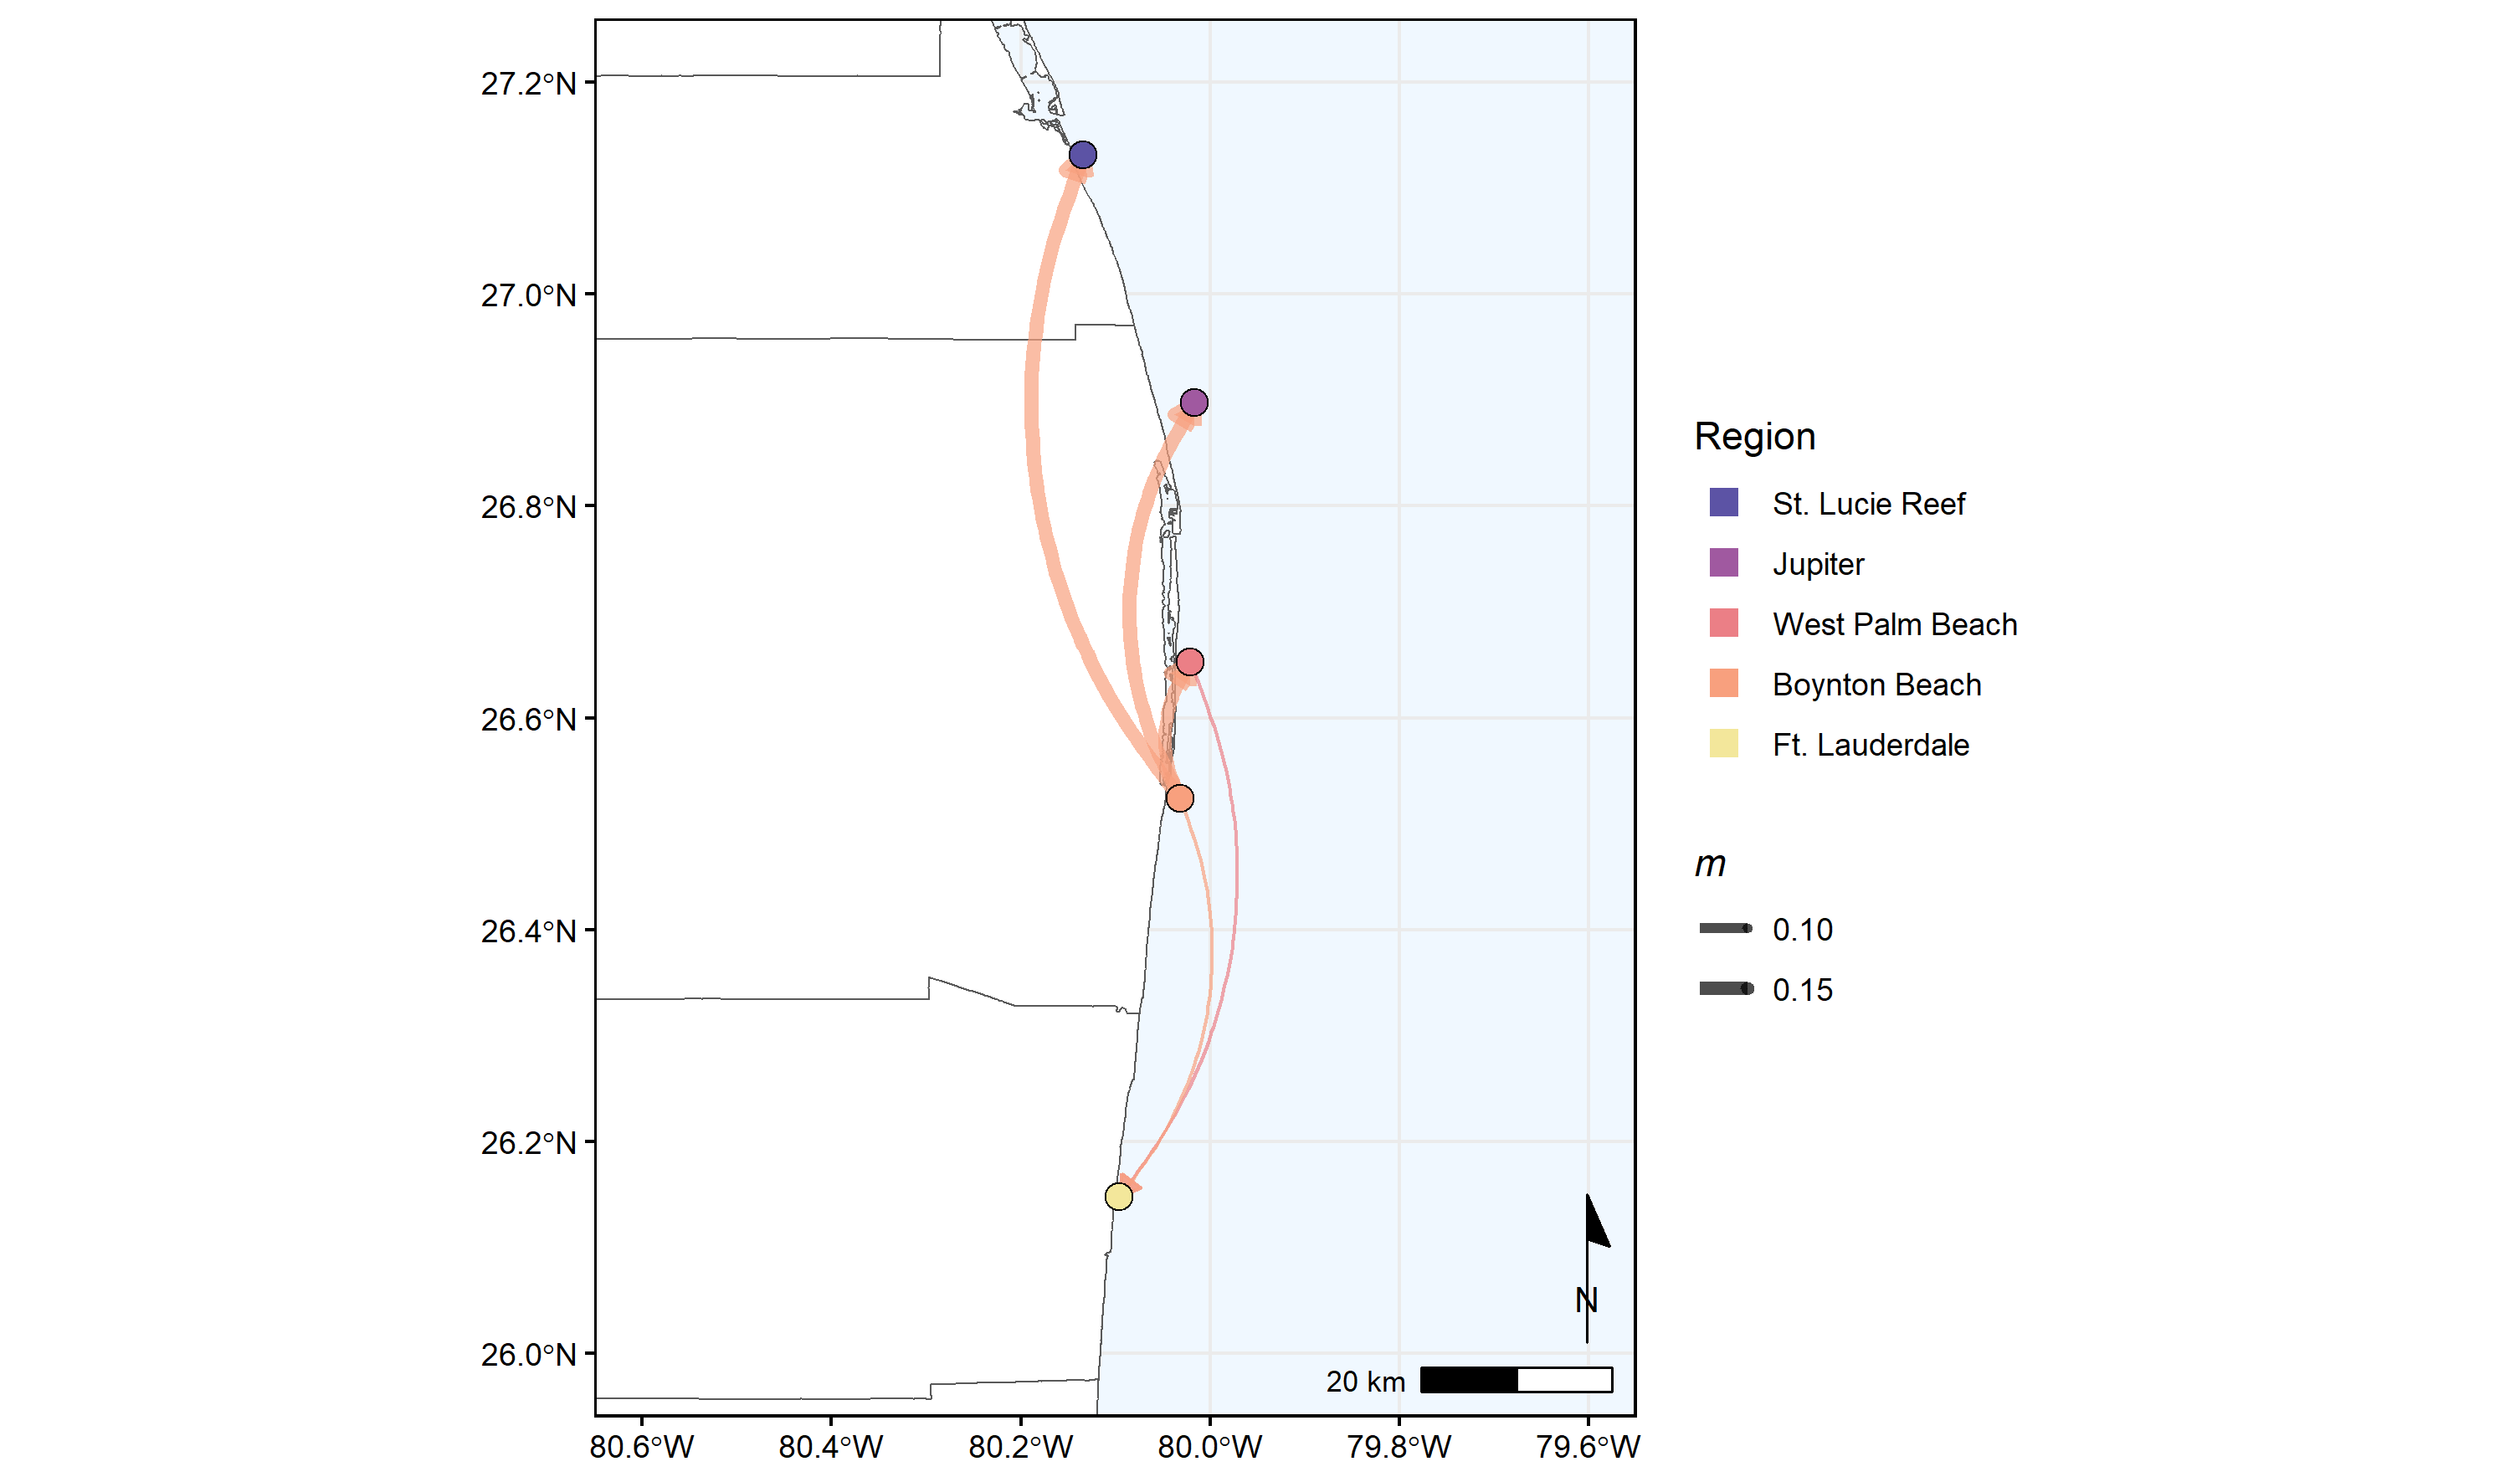 27.2°N
27.0°N
26.8°N
26.6°N
26.4°N
26.2°N
26.0°N
80.6°W
80.4°W
80.2°W
80.0°W
79.8°W
79.6°W
N
20 km
Region
St. Lucie Reef
Jupiter
West Palm Beach
Boynton Beach
Ft. Lauderdale
m
0.10
0.15